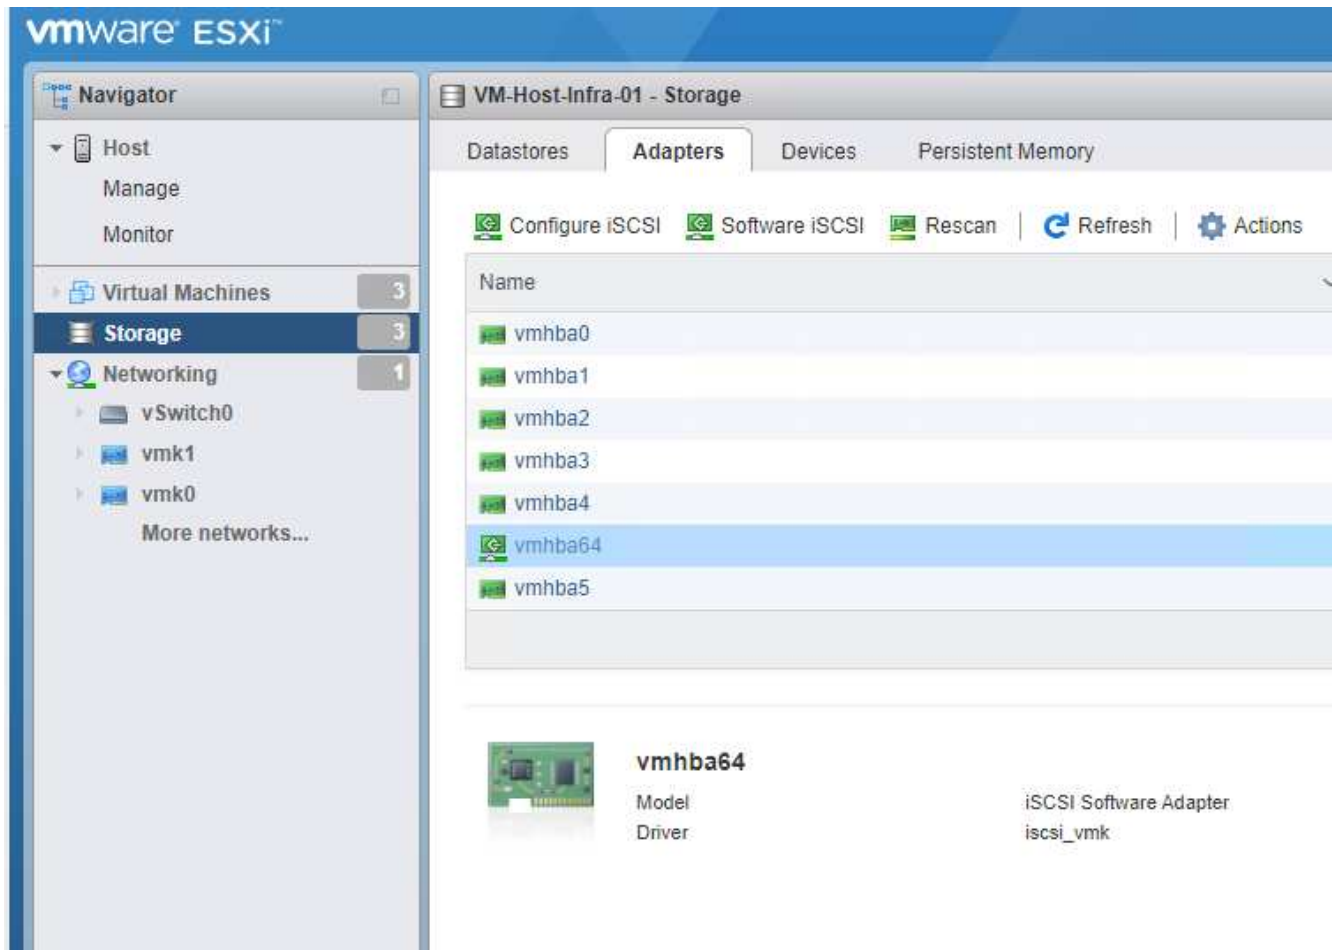 vmware ESXi™
Navigator
Host
Manage
Monitor
Virtual Machines 3
Storage 3
Networking 1
vSwitch0
vmk1
vmk0
More networks...
VM-Host-Infra-01 - Storage
Datastores Adapters Devices Persistent Memory
Configure iSCSI Software iSCSI Rescan Refresh Actions
Name
vmhba0
vmhba1
vmhba2
vmhba3
vmhba4
vmhba64
vmhba5
vmhba64
Model iSCSI Software Adapter
Driver iscsi_vmk